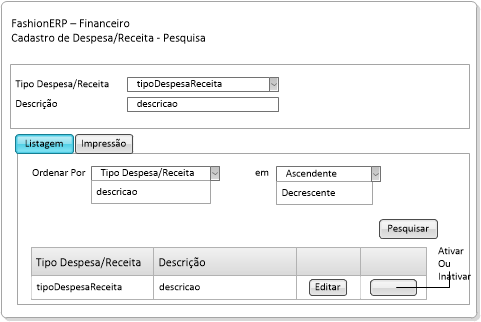 FashionERP – Financeiro
Cadastro de Despesa/Receita - Pesquisa
Tipo Despesa/Receita tipoDespesaReceita
Descrição descricao
Listagem Impressão
Ordenar Por Tipo Despesa/Receita em Ascendente
descricao Decrescente
Pesquisar
Ativar
Ou
Inativar
Tipo Despesa/Receita Descrição
tipoDespesaReceita descricao Editar